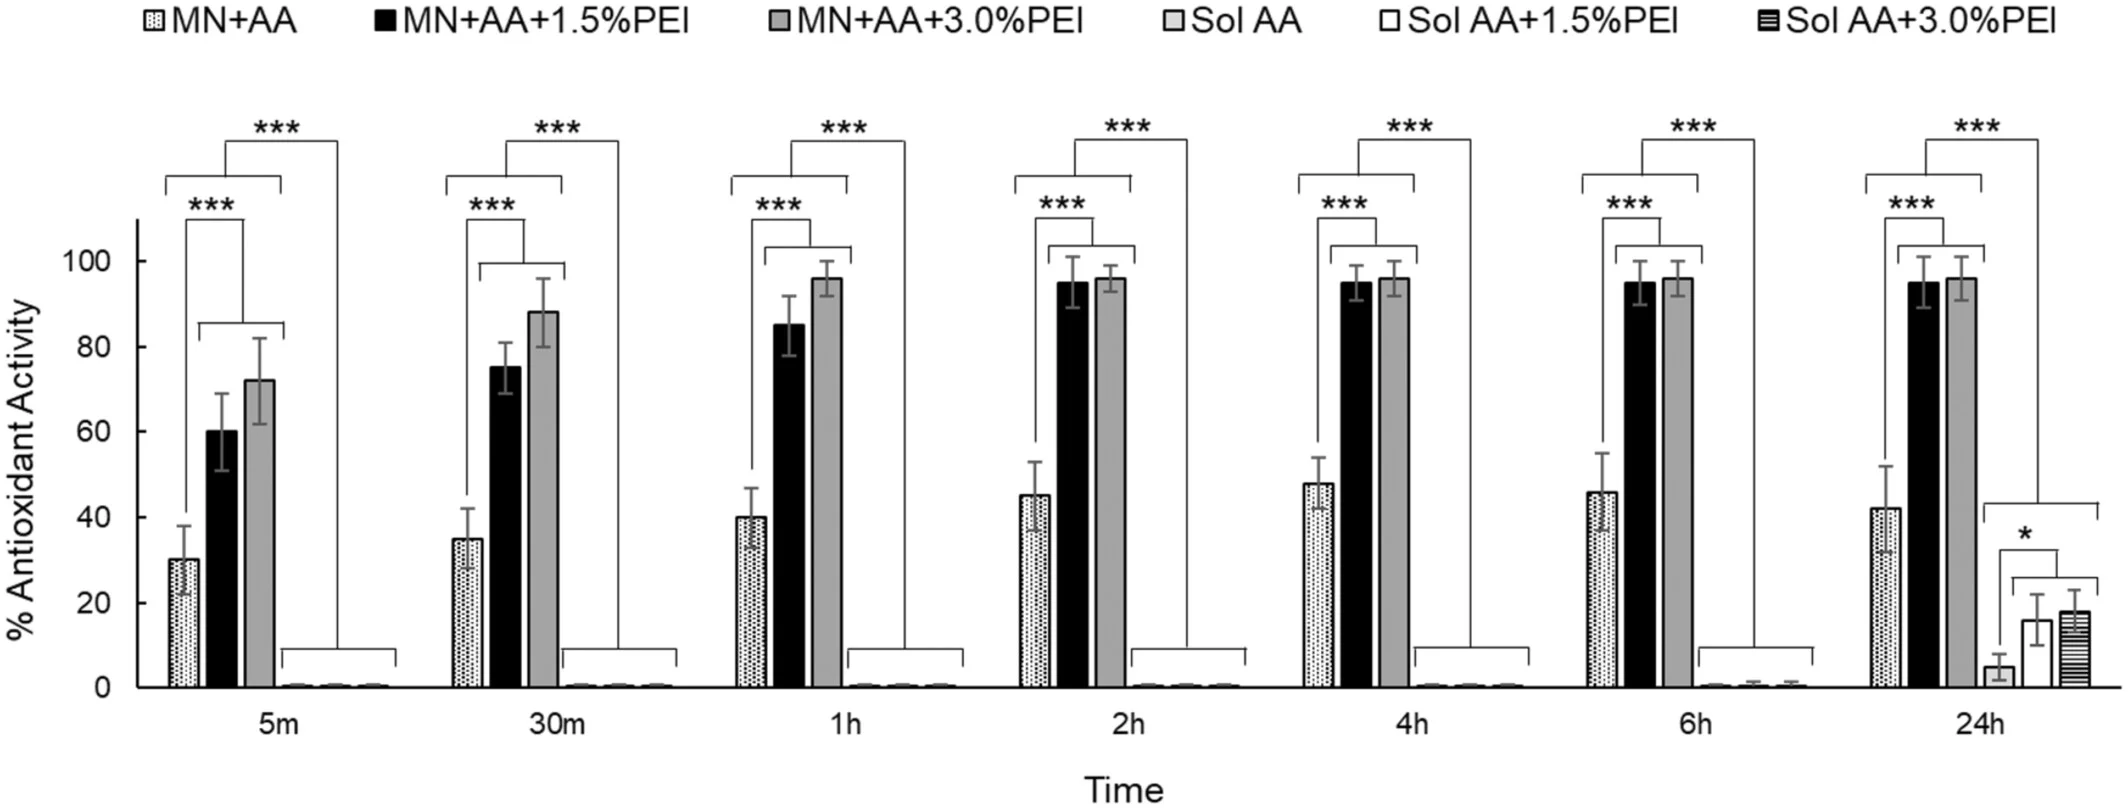 MN+AA MN+AA+1.5%PEI MN+AA+3.0%PEI Sol AA Sol AA+1.5%PEI Sol AA+3.0%PEI
*** *** *** *** *** *** ***
*** *** *** *** *** *** ***
100
80
60
40
*
20
0
% Antioxidant Activity
5m 30m 1h 2h 4h 6h 24h
Time